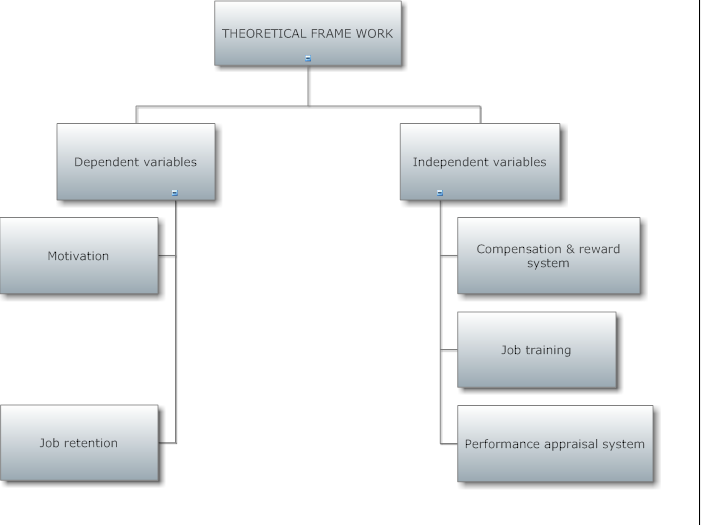 THEORETICAL FRAME WORK
Dependent variables
Independent variables
Motivation
Compensation & reward
system
Job training
Job retention
Performance appraisal system